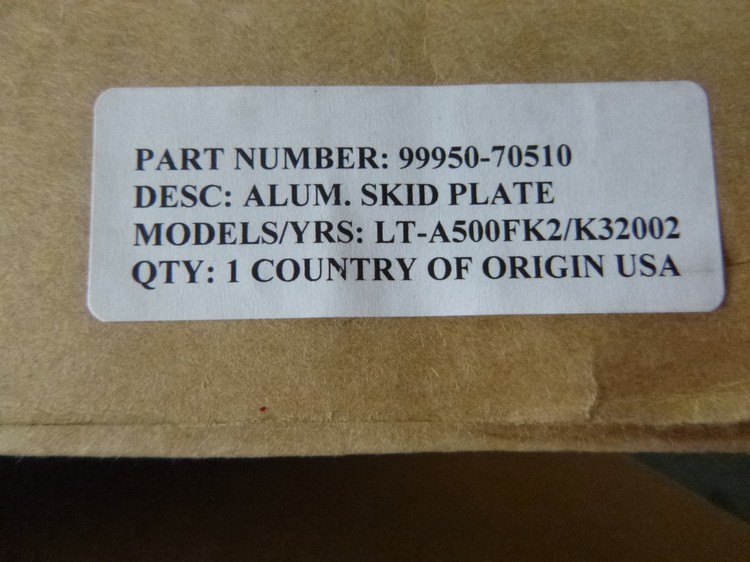 PART NUMBER: 99950-70510
DESC: ALUM. SKID PLATE
MODELS/YRS: LT-A500FK2/K32002
QTY: 1 COUNTRY OF ORIGIN USA